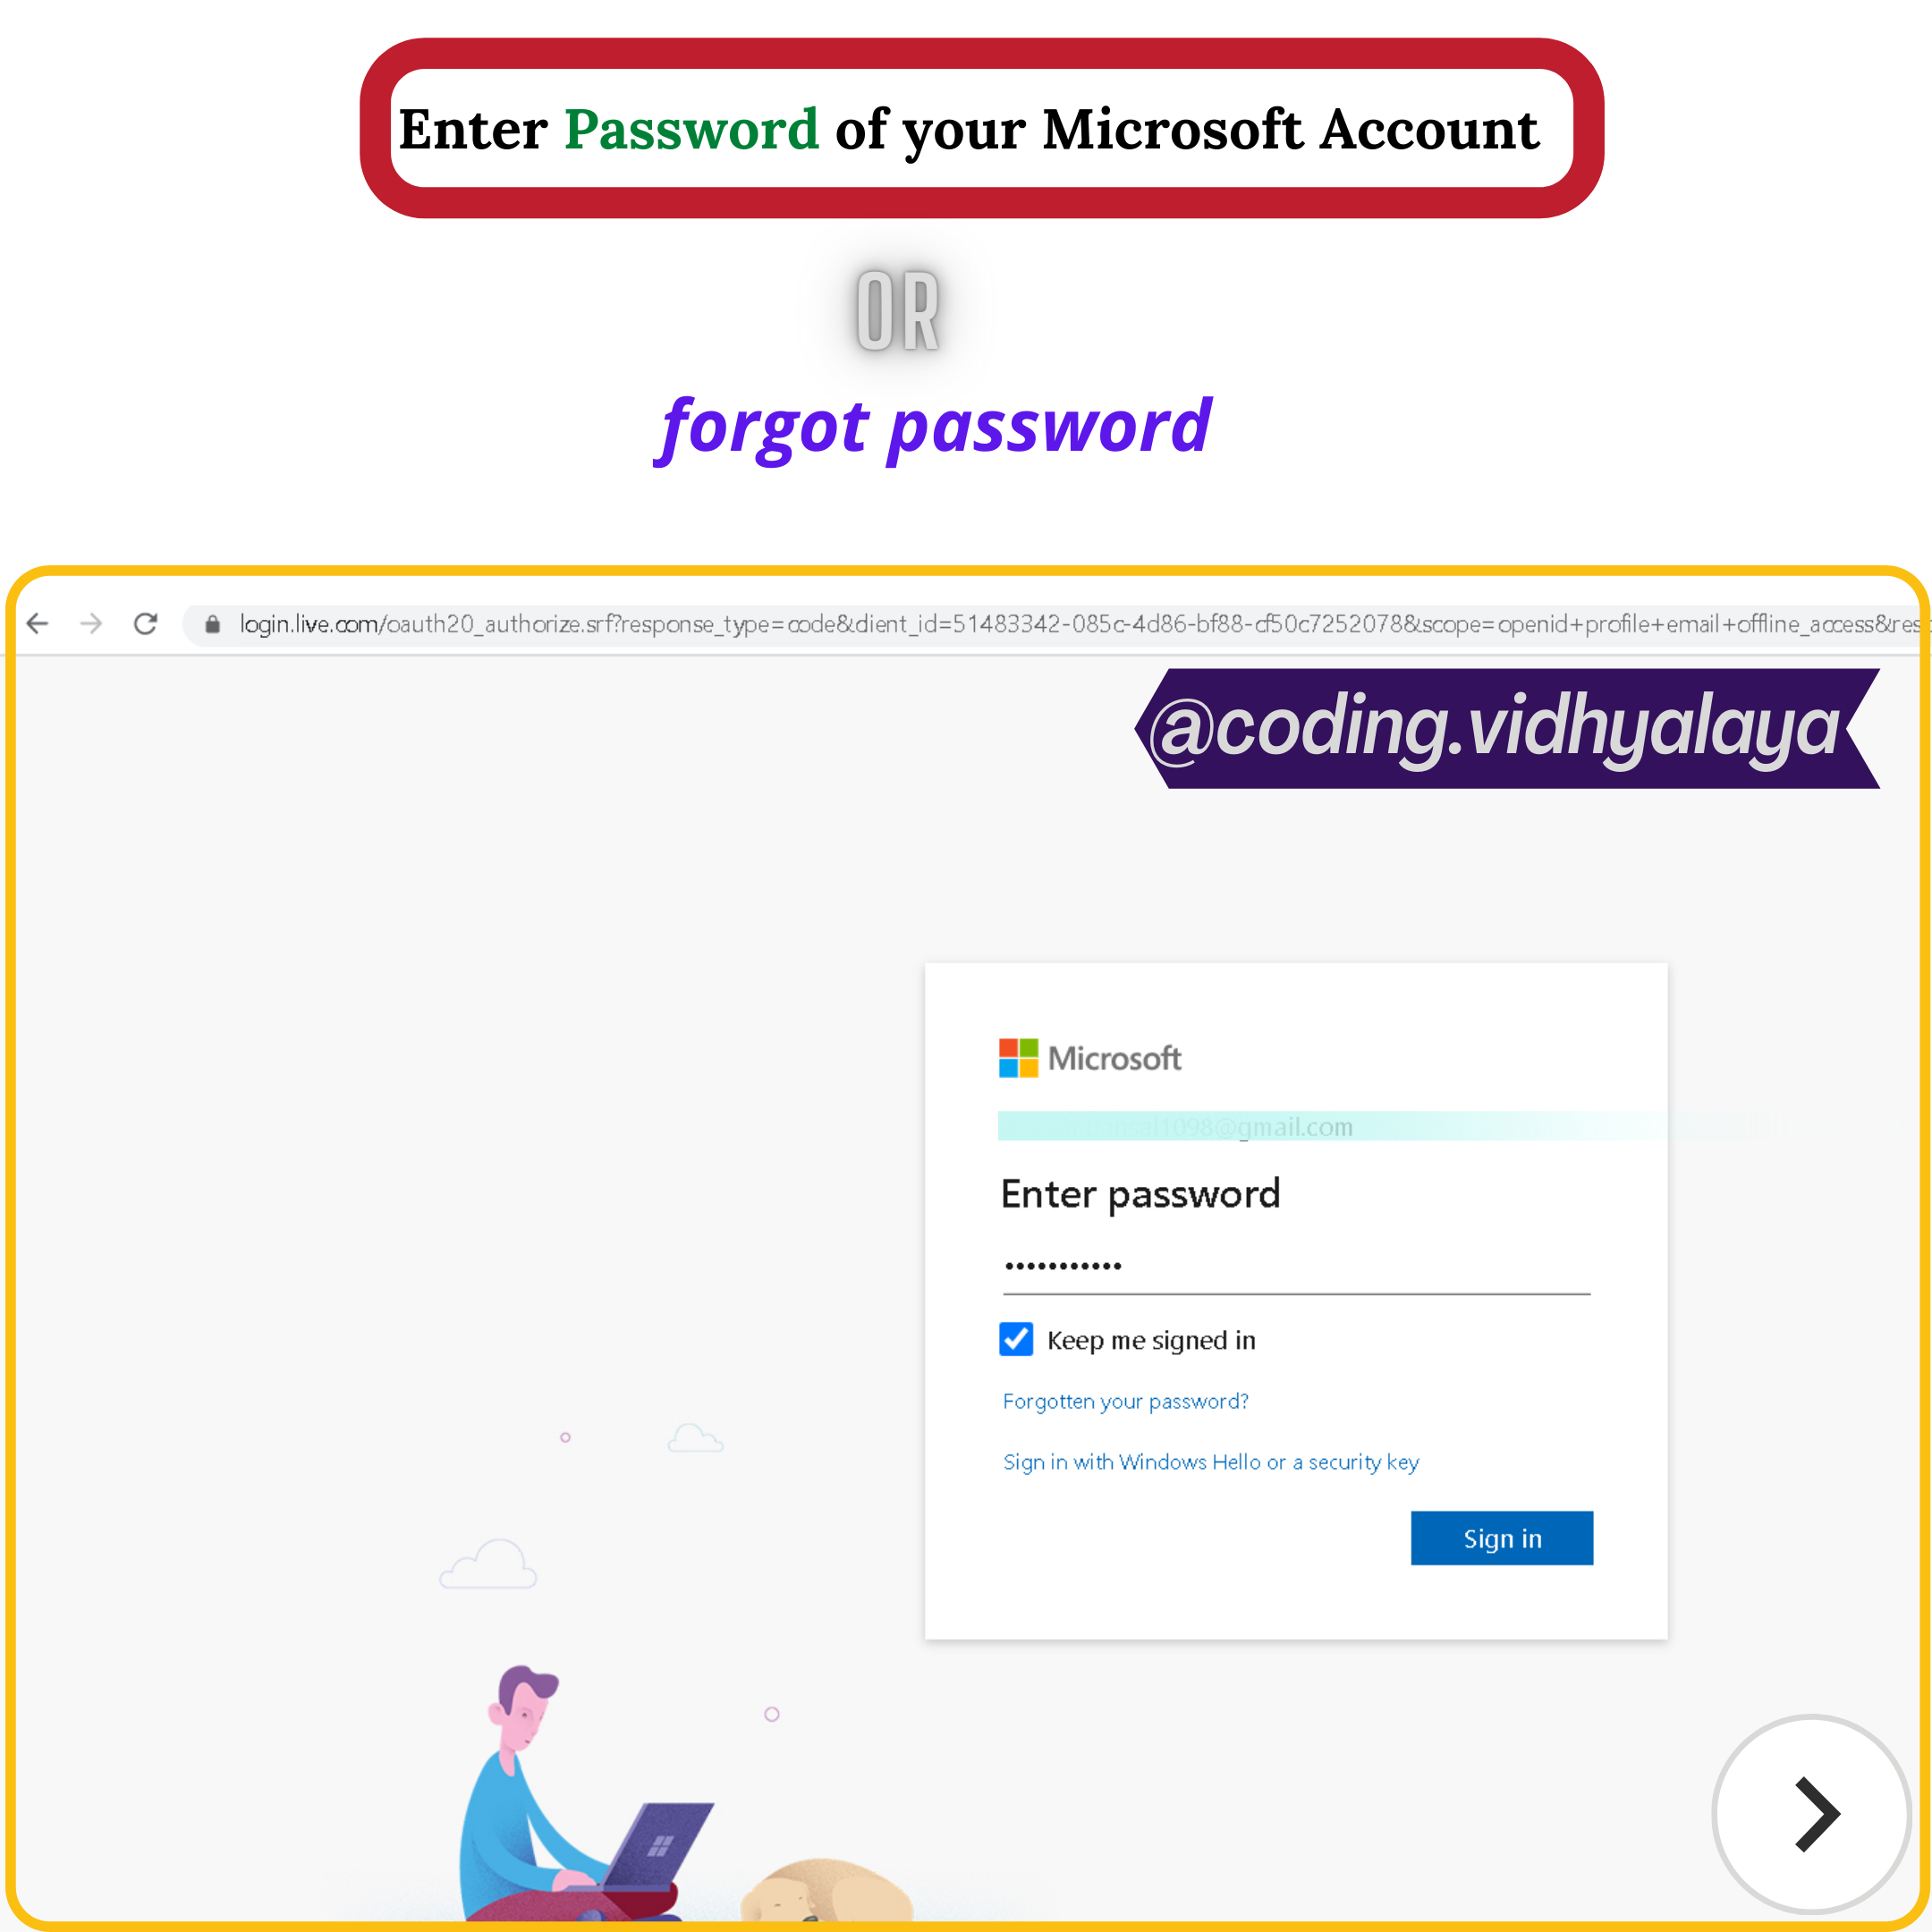 Enter Password of your Microsoft Account
OR
forgot password
login.live.com/oauth20_authorize.srf?response_type=code&client_id=51483342-085c-4d86-bf88-cf50c7252078&scope=openid+profile+email+offline_access&res
@coding.vidhyalaya
Microsoft
@gmail.com
Enter password
Keep me signed in
Forgotten your password?
Sign in with Windows Hello or a security key
Sign in